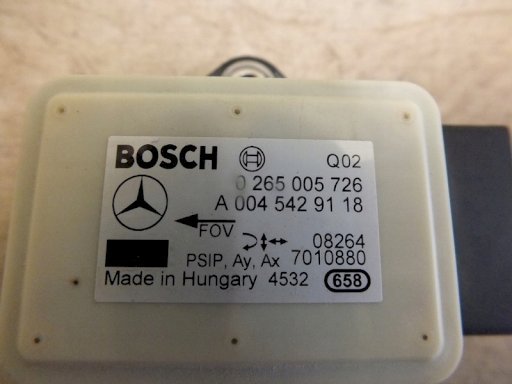 BOSCH Q02
0 265 005 726
A 004 542 91 18
FOV
08264
PSIP, Ay, Ax 7010880
Made in Hungary 4532 658